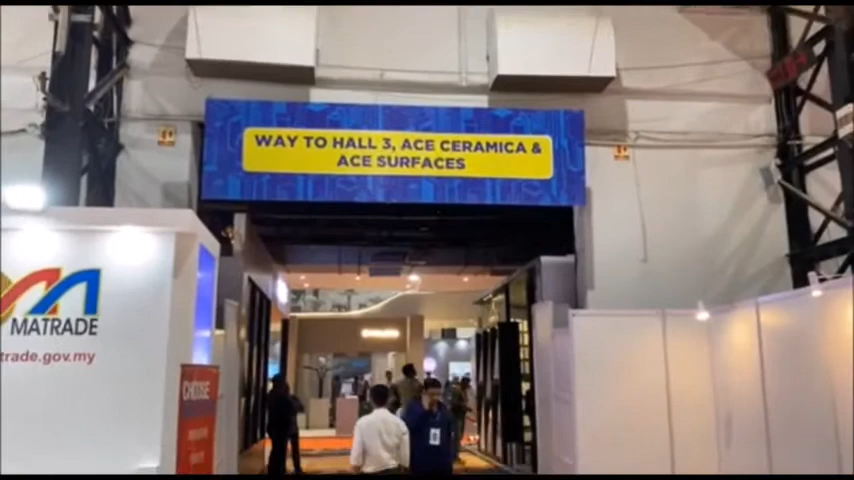 WAY TO HALL 3, ACE CERAMICA &
ACE SURFACES
MATRADE
trade.gov.my
CHOOSE